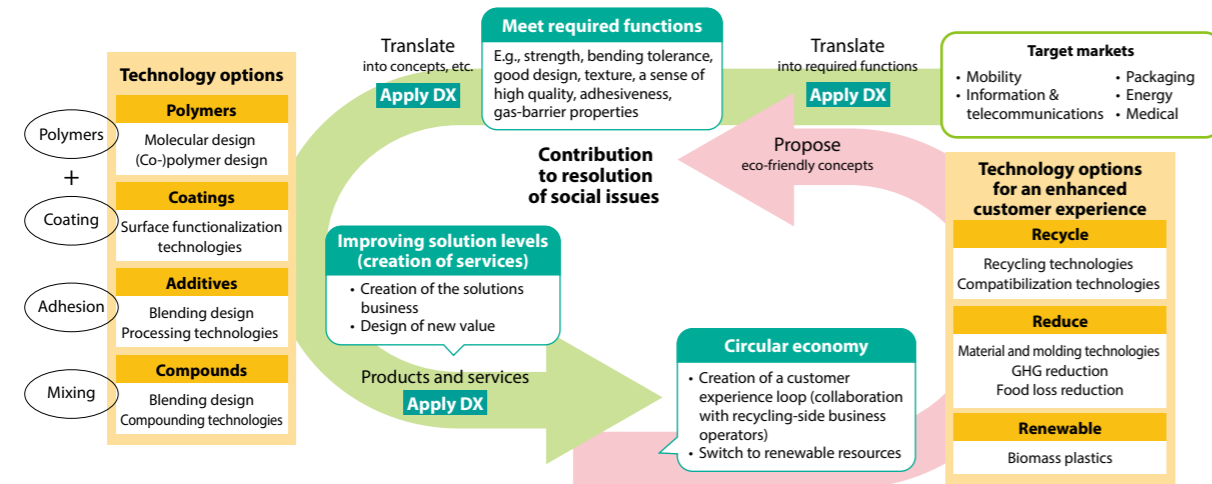 Polymers
+
Coating
Adhesion
Mixing
Technology options
Polymers
Molecular design
(Co-)polymer design
Coatings
Surface functionalization
technologies
Additives
Blending design
Processing technologies
Compounds
Blending design
Compounding technologies
Translate
into concepts, etc.
Apply DX
Meet required functions
E.g., strength, bending tolerance,
good design, texture, a sense of
high quality, adhesiveness,
gas-barrier properties
Translate
into required functions
Apply DX
Target markets
• Mobility
• Information &
telecommunications
• Packaging
• Energy
• Medical
Contribution
to resolution
of social issues
Propose
eco-friendly concepts
Improving solution levels
(creation of services)
• Creation of the solutions
business
• Design of new value
Products and services
Apply DX
Circular economy
• Creation of a customer
experience loop (collaboration
with recycling-side business
operators)
• Switch to renewable resources
Technology options
for an enhanced
customer experience
Recycle
Recycling technologies
Compatibilization technologies
Reduce
Material and molding technologies
GHG reduction
Food loss reduction
Renewable
Biomass plastics